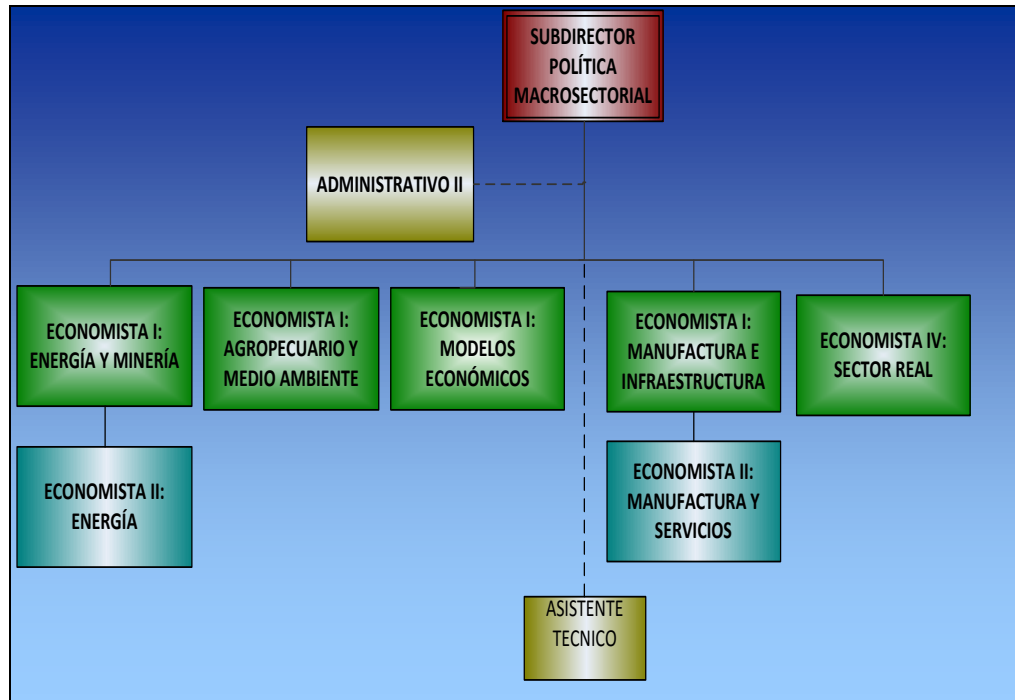 SUBDIRECTOR
POLÍTICA
MACROSECTORIAL
ADMINISTRATIVO II
ECONOMISTA I:
ENERGÍA Y MINERÍA
ECONOMISTA I:
AGROPECUARIO Y
MEDIO AMBIENTE
ECONOMISTA I:
MODELOS
ECONÓMICOS
ECONOMISTA I:
MANUFACTURA E
INFRAESTRUCTURA
ECONOMISTA IV:
SECTOR REAL
ECONOMISTA II:
ENERGÍA
ECONOMISTA II:
MANUFACTURA Y
SERVICIOS
ASISTENTE
TECNICO